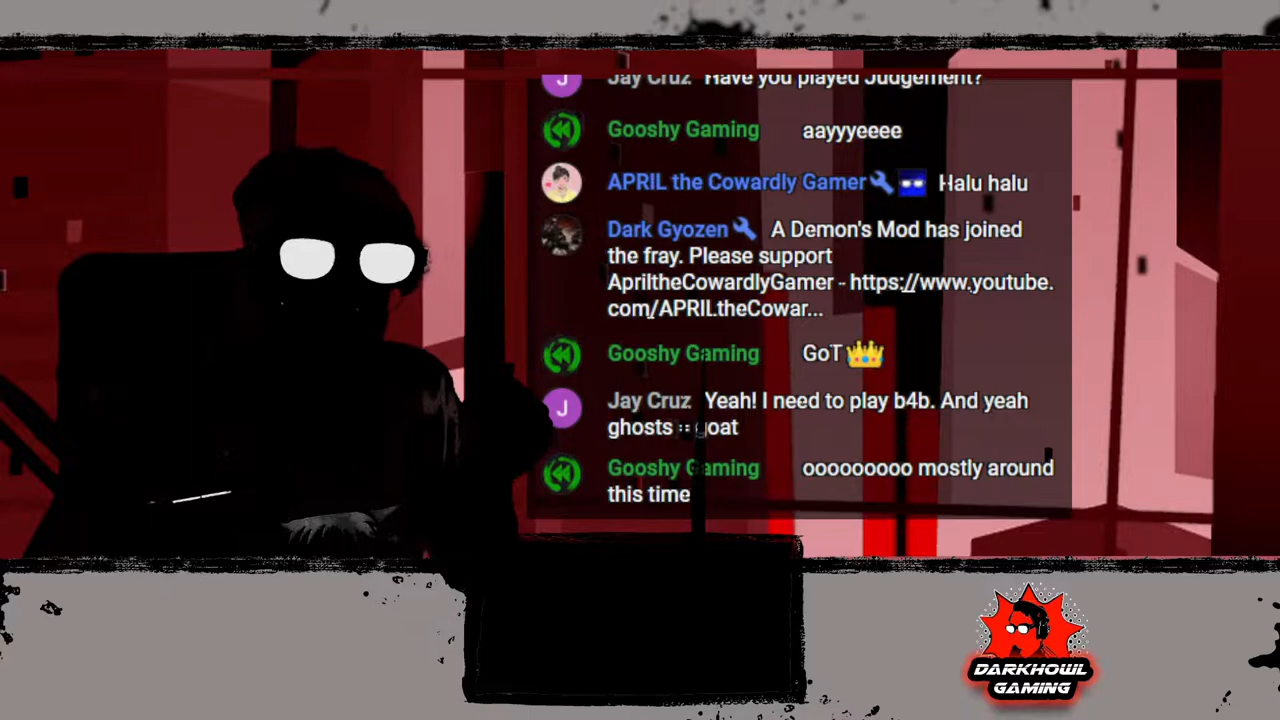 Jay Cruz Have you played Judgement?
Gooshy Gaming aayyyeeee
APRIL the Cowardly Gamer Halu halu
Dark Gyozen A Demon's Mod has joined
the fray. Please support
ApriltheCowardlyGamer - https://www.youtube.
com/APRIL.theCowar...
Gooshy Gaming GoT
J
Jay Cruz Yeah! I need to play b4b. And yeah
ghosts :: goat
Gooshy Gaming ooooooooo mostly around
this time
DARKHOWL
GAMING